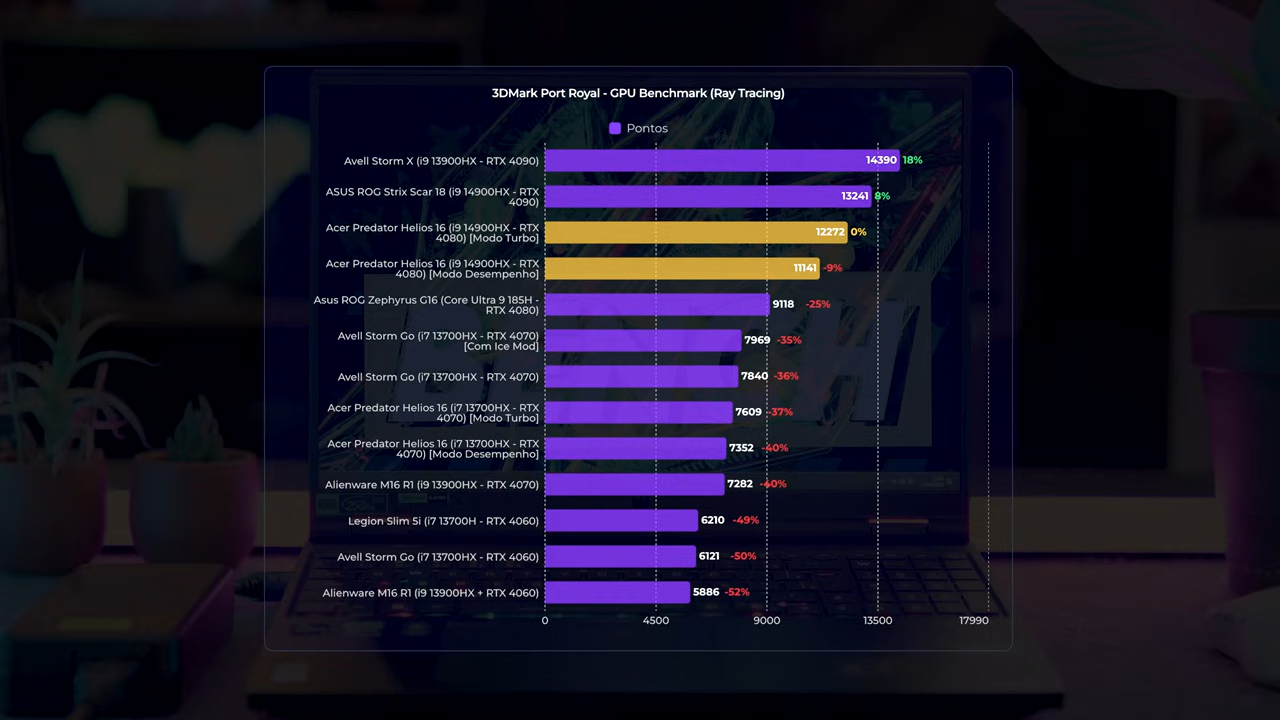 3DMark Port Royal - GPU Benchmark (Ray Tracing)
Pontos
Avell Storm X (i9 13900HX - RTX 4090)
14390 18%
ASUS ROG Strix Scar 18 (i9 14900HX - RTX
4090)
13241 8%
Acer Predator Helios 16 (i9 14900HX - RTX
4080) [Modo Turbo]
12272 0%
Acer Predator Helios 16 (i9 14900HX - RTX
4080) [Modo Desempenho]
11141 -9%
Asus ROG Zephyrus G16 (Core Ultra 9 185H -
RTX 4080)
9118 -25%
Avell Storm Go (i7 13700HX - RTX 4070)
[Com Ice Mod]
7969 -35%
Avell Storm Go (i7 13700HX - RTX 4070)
7840 -36%
Acer Predator Helios 16 (i7 13700HX - RTX
4070) [Modo Turbo]
7609 -37%
Acer Predator Helios 16 (i7 13700HX - RTX
4070) [Modo Desempenho]
7352 -40%
Alienware M16 R1 (i9 13900HX - RTX 4070)
7282 -40%
Legion Slim 5i (i7 13700H - RTX 4060)
6210 -49%
Avell Storm Go (i7 13700HX - RTX 4060)
6121 -50%
Alienware M16 R1 (i9 13900HX + RTX 4060)
5886 -52%
0 4500 9000 13500 17990